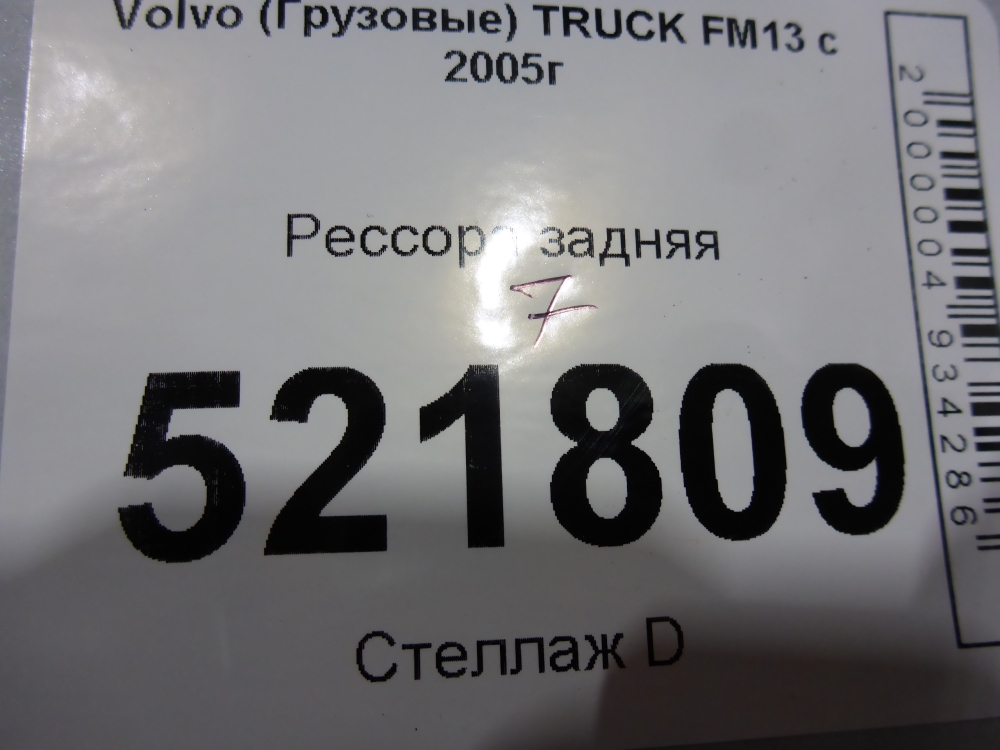 Volvo (Грузовые) TRUCK FM13 с
2005г
Рессора задняя
7
521809
Стеллаж D
2000004934286